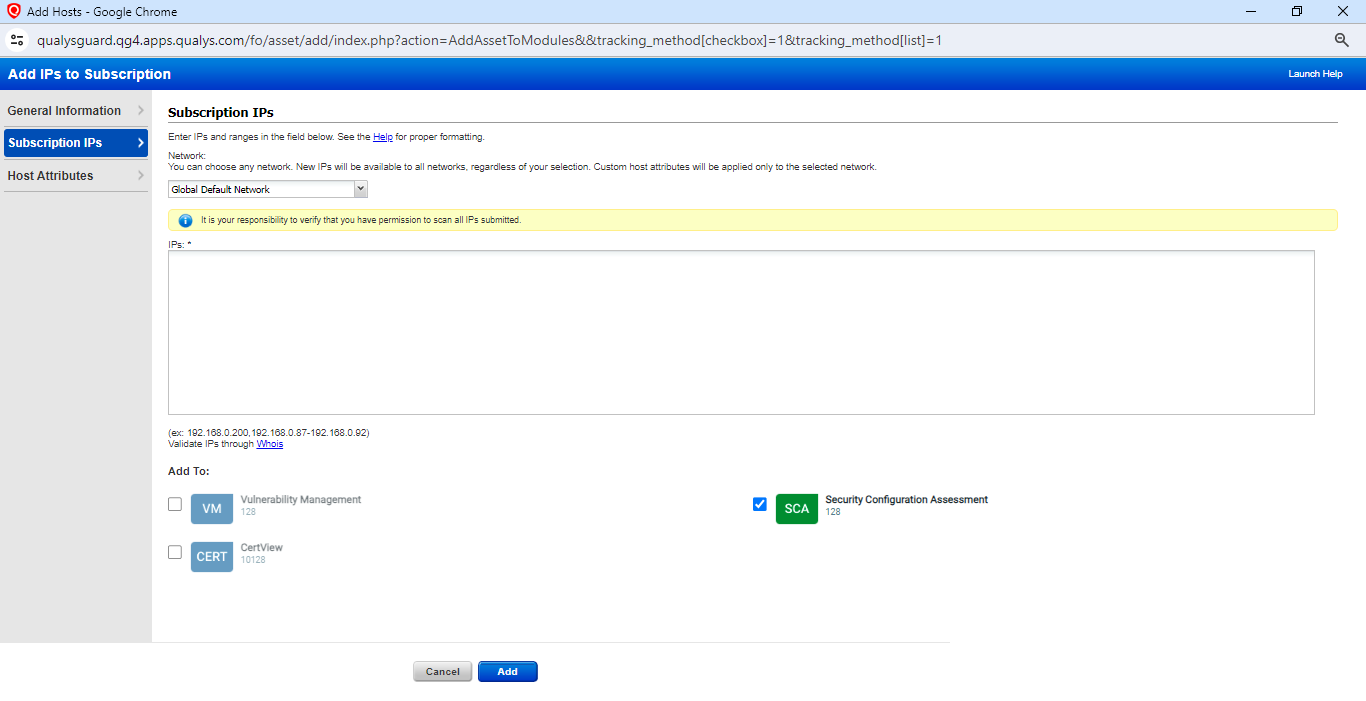 Add Hosts - Google Chrome
qualysguard.qg4.apps.qualys.com/fo/asset/add/index.php?action=AddAssetToModules&&tracking_method[checkbox]=1&tracking_method[list]=1
Add IPs to Subscription
Launch Help
General Information
Subscription IPs
Host Attributes
Subscription IPs
Enter IPs and ranges in the field below. See the Help for proper formatting.
Network:
You can choose any network. New IPs will be available to all networks, regardless of your selection. Custom host attributes will be applied only to the selected network.
Global Default Network
It is your responsibility to verify that you have permission to scan all IPs submitted.
IPs: *
(ex: 192.168.0.200,192.168.0.87-192.168.0.92)
Validate IPs through Whois
Add To:
VM
Vulnerability Management
128
SCA
Security Configuration Assessment
128
CERT
CertView
10128
Cancel
Add